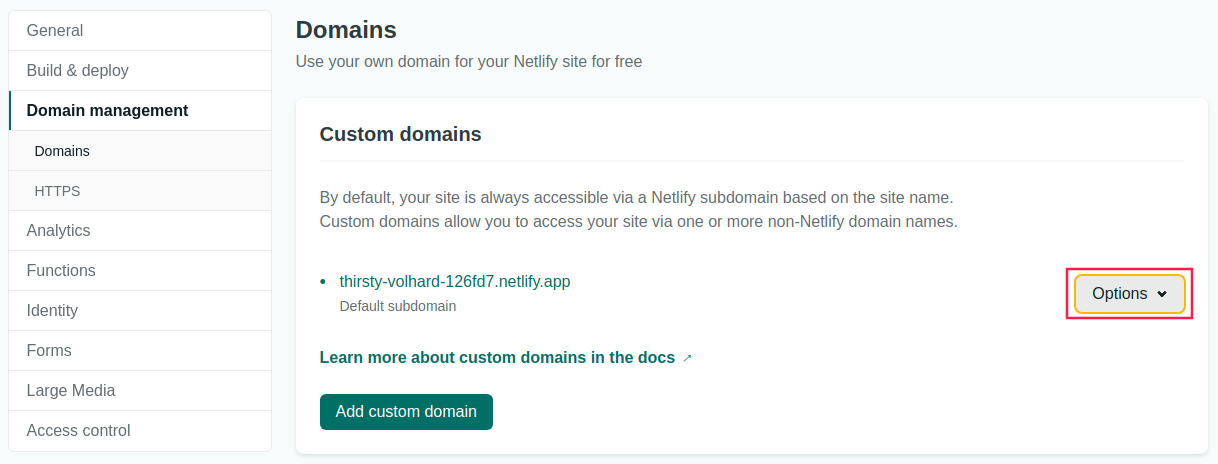 General
Build & deploy
Domain management
Domains
HTTPS
Analytics
Functions
Identity
Forms
Large Media
Access control
Domains
Use your own domain for your Netlify site for free
Custom domains
By default, your site is always accessible via a Netlify subdomain based on the site name.
Custom domains allow you to access your site via one or more non-Netlify domain names.
• thirsty-volhard-126fd7.netlify.app
Default subdomain
Options
Learn more about custom domains in the docs ↗
Add custom domain